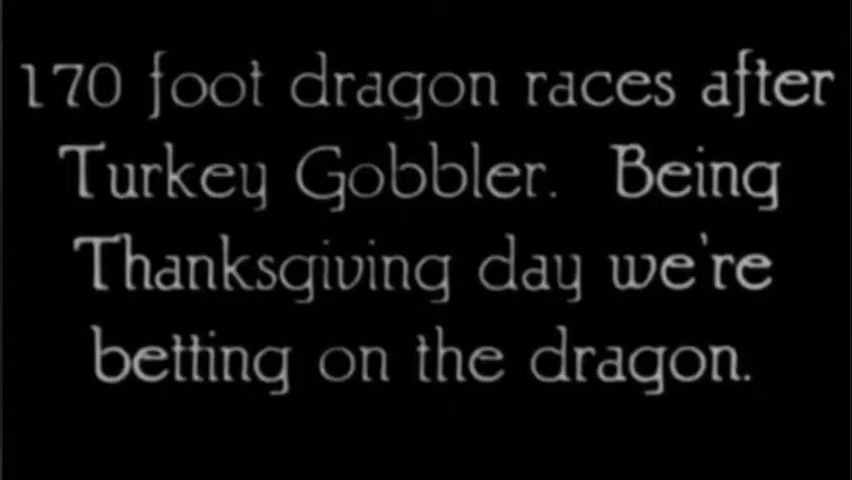 170 foot dragon races after
Turkey Gobbler. Being
Thanksgiving day we're
betting on the dragon.